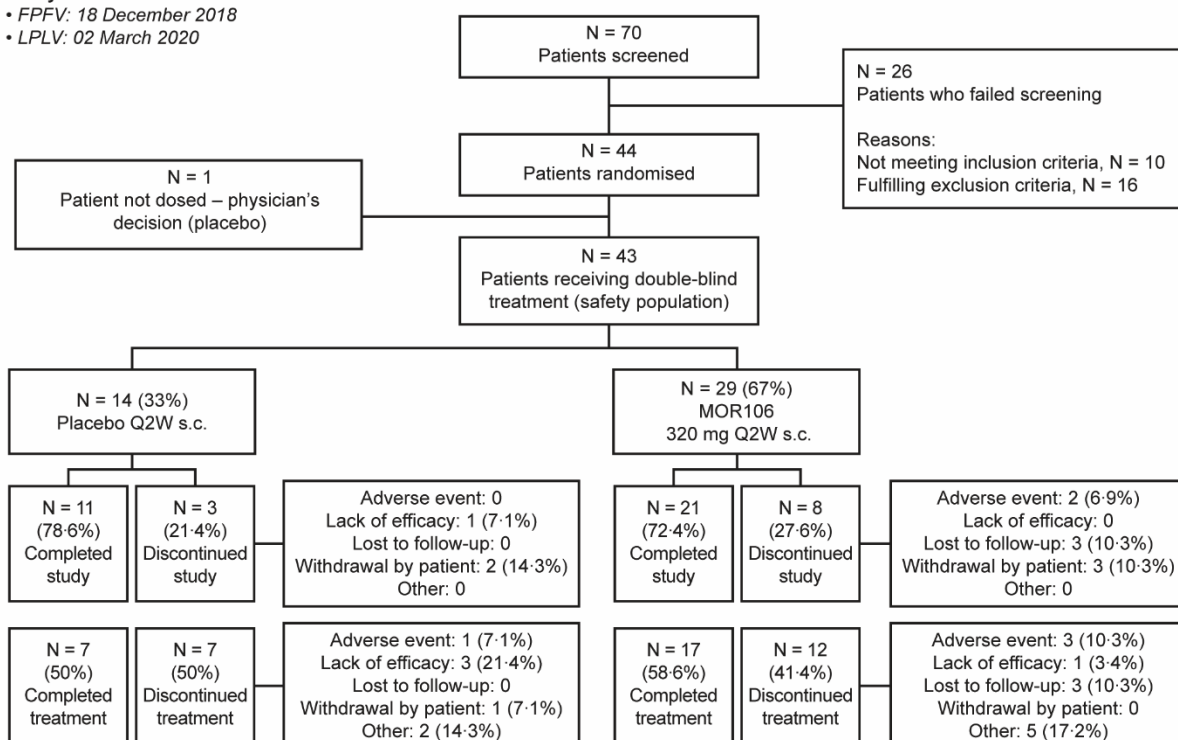 • FPFV: 18 December 2018
• LPLV: 02 March 2020
N = 70
Patients screened
N = 26
Patients who failed screening
Reasons:
Not meeting inclusion criteria, N = 10
Fulfilling exclusion criteria, N = 16
N = 44
Patients randomised
N = 1
Patient not dosed – physician's
decision (placebo)
N = 43
Patients receiving double-blind
treatment (safety population)
N = 14 (33%)
Placebo Q2W s.c.
N = 29 (67%)
MOR106
320 mg Q2W s.c.
N = 11
(78·6%)
Completed
study
N = 3
(21·4%)
Discontinued
study
Adverse event: 0
Lack of efficacy: 1 (7·1%)
Lost to follow-up: 0
Withdrawal by patient: 2 (14·3%)
Other: 0
N = 21
(72·4%)
Completed
study
N = 8
(27·6%)
Discontinued
study
Adverse event: 2 (6·9%)
Lack of efficacy: 0
Lost to follow-up: 3 (10·3%)
Withdrawal by patient: 3 (10·3%)
Other: 0
N = 7
(50%)
Completed
treatment
N = 7
(50%)
Discontinued
treatment
Adverse event: 1 (7·1%)
Lack of efficacy: 3 (21·4%)
Lost to follow-up: 0
Withdrawal by patient: 1 (7·1%)
Other: 2 (14·3%)
N = 17
(58·6%)
Completed
treatment
N = 12
(41·4%)
Discontinued
treatment
Adverse event: 3 (10·3%)
Lack of efficacy: 1 (3·4%)
Lost to follow-up: 3 (10·3%)
Withdrawal by patient: 0
Other: 5 (17·2%)